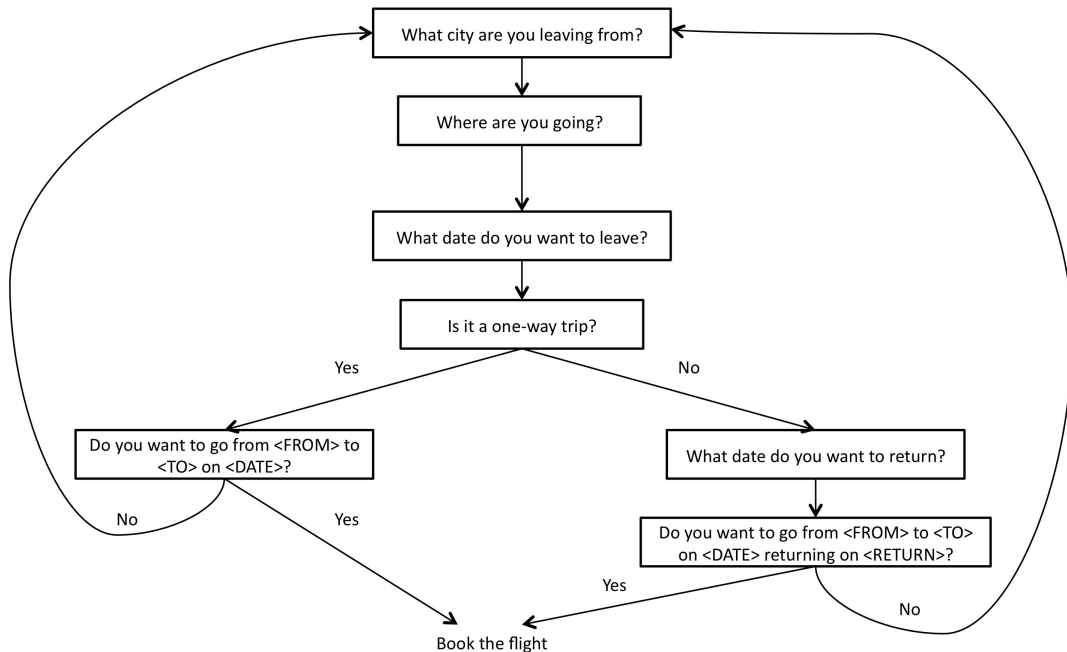 What city are you leaving from?
Where are you going?
What date do you want to leave?
Is it a one-way trip?
Yes
No
Do you want to go from <FROM> to
<TO> on <DATE>?
What date do you want to return?
No
Yes
Do you want to go from <FROM> to <TO>
on <DATE> returning on <RETURN>?
Yes
No
Book the flight